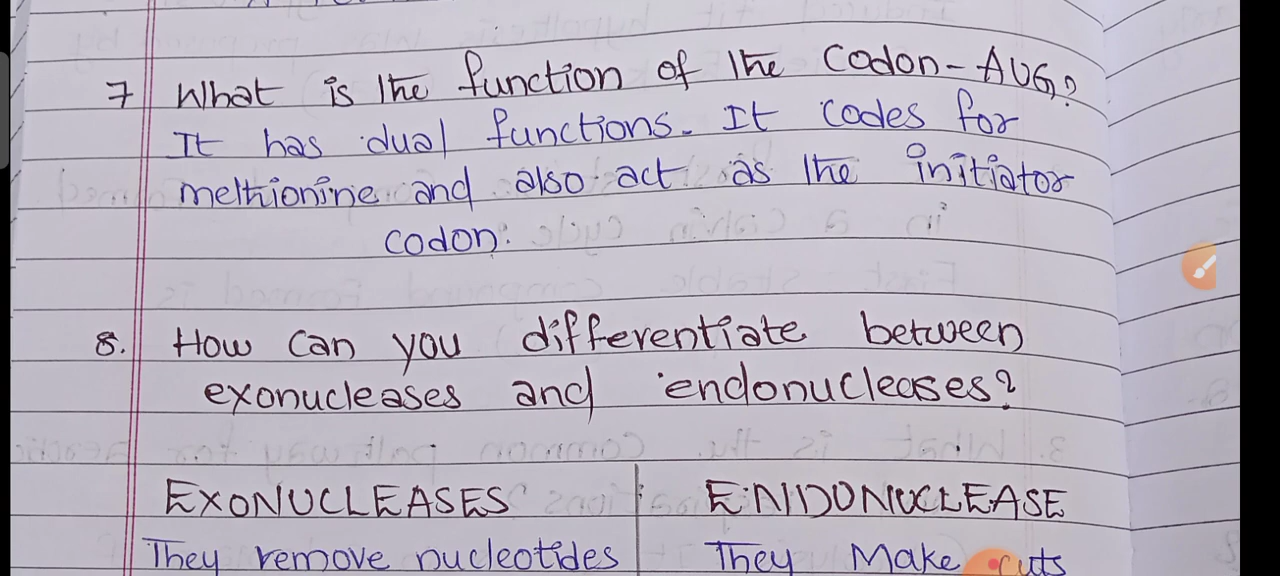 7 What is the function of the Codon-AUG?
It has dual functions. It codes for
methionine and also act as the initiator
codon.
8. How can you differentiate between
exonucleases and endonucleases?
EXONUCLEASES ENDONUCLEASE
They remove nucleotides They Make cuts